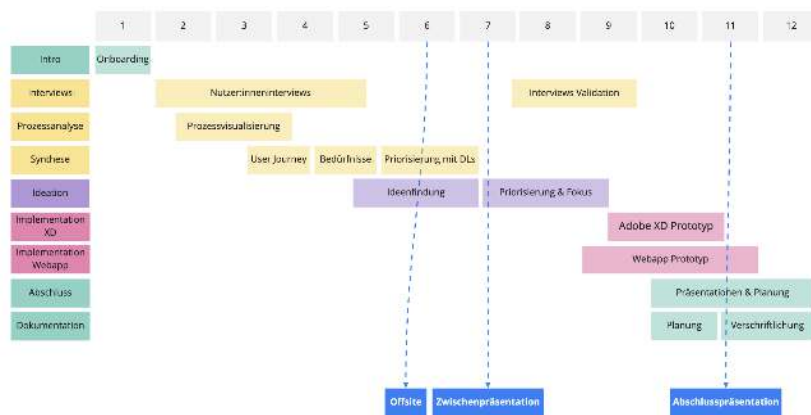 1 2 3 4 5 6 7 8 9 10 11 12
Intro Onboarding
Interviews Nutzer:inneninterviews Interviews Validation
Prozessanalyse Prozessvisualisierung
Synthese User Journey Bedürfnisse Priorisierung mit DLs
Ideation Ideenfindung Priorisierung & Fokus
Implementation
XD
Adobe XD Prototyp
Implementation
Webapp
Webapp Prototyp
Abschluss Präsentationen & Planung
Dokumentation Planung Verschriftlichung
Offsite Zwischenpräsentation Abschlusspräsentation